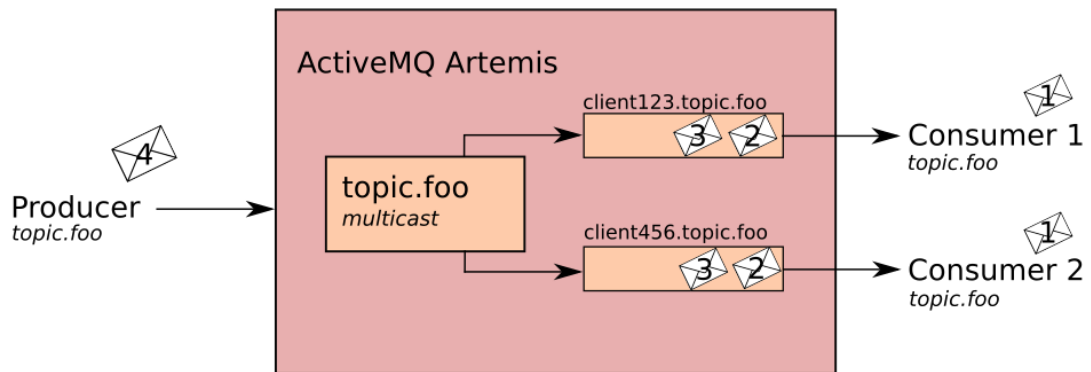 ActiveMQ Artemis
4
Producer
topic.foo
topic.foo
multicast
client123.topic.foo
3 2
client456.topic.foo
3 2
1
Consumer 1
topic.foo
1
Consumer 2
topic.foo